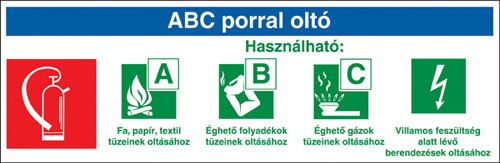 ABC porral oltó
Használható:
A
B
C
Fa, papír, textil
tüzeinek oltásához
Éghető folyadékok
tüzeinek oltásához
Éghető gázok
tüzeinek oltásához
Villamos feszültség
alatt lévő
berendezések oltásához